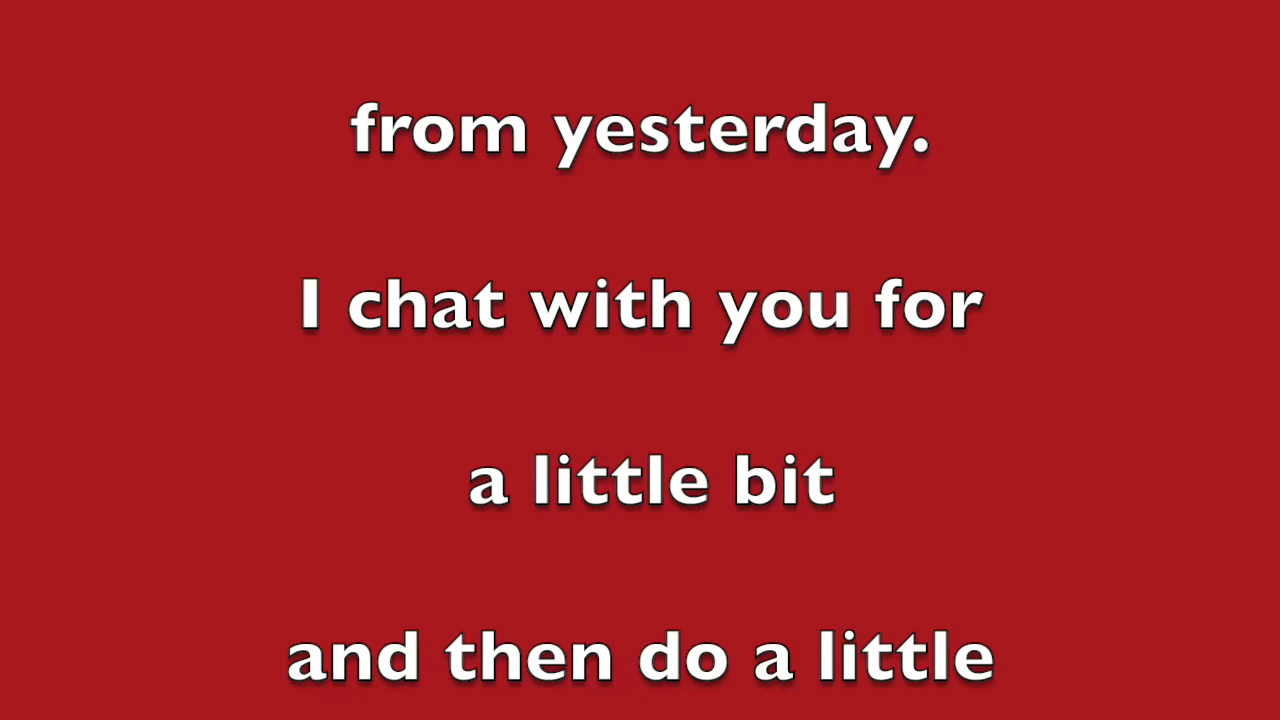 from yesterday.
I chat with you for
a little bit
and then do a little